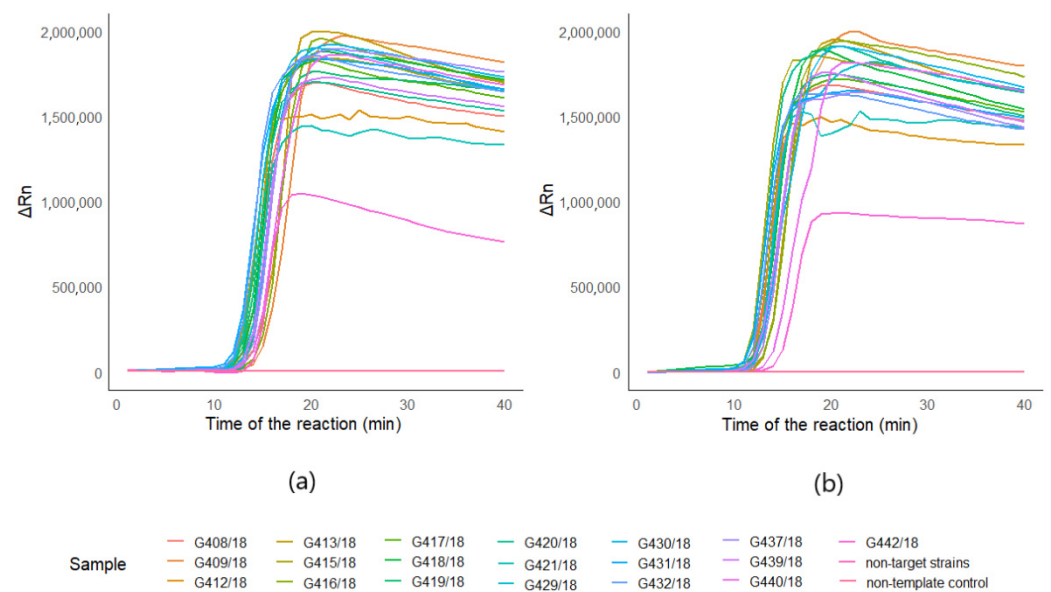 2,000,000
1,500,000
1,000,000
500,000
0
ΔRn
0 10 20 30 40
Time of the reaction (min)
(a)
2,000,000
1,500,000
1,000,000
500,000
0
ΔRn
0 10 20 30 40
Time of the reaction (min)
(b)
Sample
G408/18 G413/18 G417/18 G420/18 G430/18 G437/18 G442/18
G409/18 G415/18 G418/18 G421/18 G431/18 G439/18 non-target strains
G412/18 G416/18 G419/18 G429/18 G432/18 G440/18 non-template control